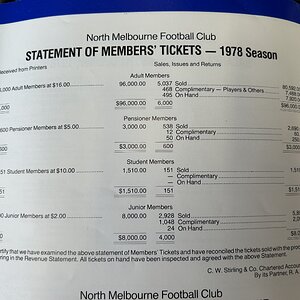 North Melbourne Football Club
STATEMENT OF MEMBERS' TICKETS — 1978 Season
Received from Printers Sales, Issues and Returns
Adult Members
Adult Members at $16.00 96,000.00 5,037 Sold
468 Complimentary — Players & Others
495 On Hand
$96,000.00 6,000
Pensioner Members
600 Pensioner Members at $5.00 3,000.00 538 Sold
12 Complimentary
50 On Hand
$3,000.00 600
Student Members
151 Student Members at $10.00 1,510.00 151 Sold
— Complimentary
— On Hand
151 $1,510.00 151
Junior Members
Junior Members at $2.00 8,000.00 2,928 Sold
1,048 Complimentary
24 On Hand
$8,000.00 4,000
certify that we have examined the above statement of Members' Tickets and have reconciled the tickets sold with the
in the Revenue Statement. All tickets on hand have been inspected and agreed with the above Statement.
C. W. Stirling & Co. Chartered
By its Partner, R. A.
North Melbourne Football Club